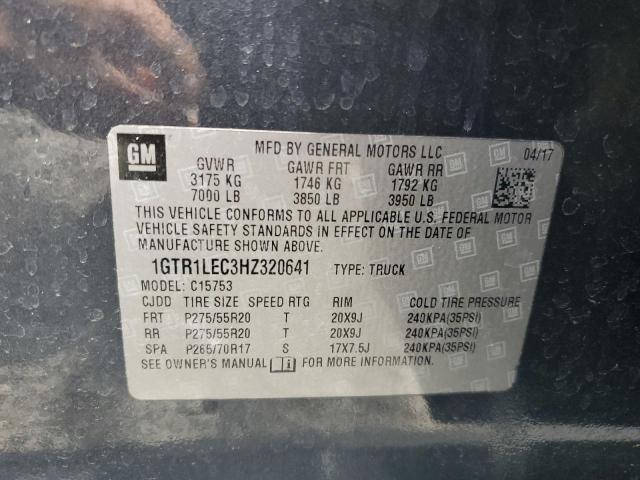 GM MFD BY GENERAL MOTORS LLC 04/17
GVWR GAWR FRT GAWR RR
3175 KG 1746 KG 1792 KG
7000 LB 3850 LB 3950 LB
THIS VEHICLE CONFORMS TO ALL APPLICABLE U.S. FEDERAL MOTOR
VEHICLE SAFETY STANDARDS IN EFFECT ON THE DATE OF
MANUFACTURE SHOWN ABOVE.
1GTR1LEC3HZ320641 TYPE: TRUCK
MODEL: C15753
CJDD TIRE SIZE SPEED RTG RIM COLD TIRE PRESSURE
FRT P275/55R20 T 20X9J 240KPA(35PSI)
RR P275/55R20 T 20X9J 240KPA(35PSI)
SPA P265/70R17 S 17X7.5J 240KPA(35PSI)
SEE OWNER'S MANUAL i FOR MORE INFORMATION.